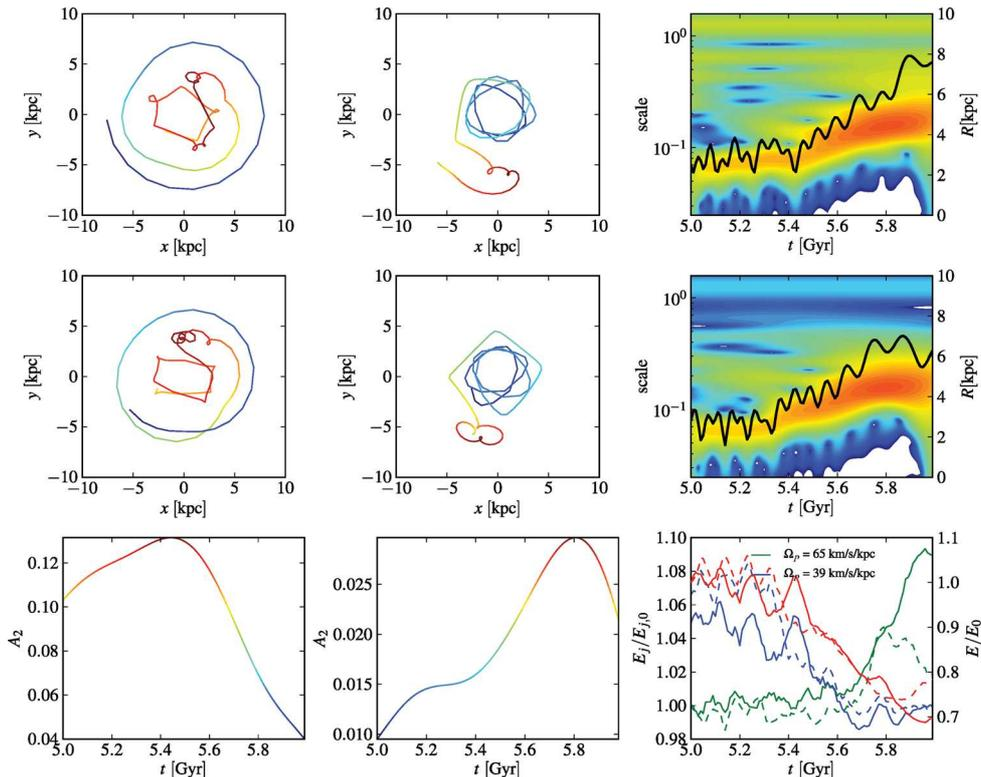 10
5
0
−5
−10
y [kpc]
−10 −5 0 5 10
x [kpc]
10
5
0
−5
−10
y [kpc]
−10 −5 0 5 10
x [kpc]
10⁰
10⁻¹
scale
10
8
6
4
2
0
R[kpc]
5.0 5.2 5.4 5.6 5.8
t [Gyr]
10
5
0
−5
−10
y [kpc]
−10 −5 0 5 10
x [kpc]
10
5
0
−5
−10
y [kpc]
−10 −5 0 5 10
x [kpc]
10⁰
10⁻¹
scale
10
8
6
4
2
0
R[kpc]
5.0 5.2 5.4 5.6 5.8
t [Gyr]
0.12
0.10
0.08
0.06
0.04
A₂
5.0 5.2 5.4 5.6 5.8
t [Gyr]
0.025
0.020
0.015
0.010
A₂
5.0 5.2 5.4 5.6 5.8
t [Gyr]
1.10
1.08
1.06
1.04
1.02
1.00
0.98
E_j/E_{j,0}
Ω_p = 65 km/s/kpc
Ω_p = 39 km/s/kpc
1.1
1.0
0.9
0.8
0.7
E/E₀
5.0 5.2 5.4 5.6 5.8
t [Gyr]